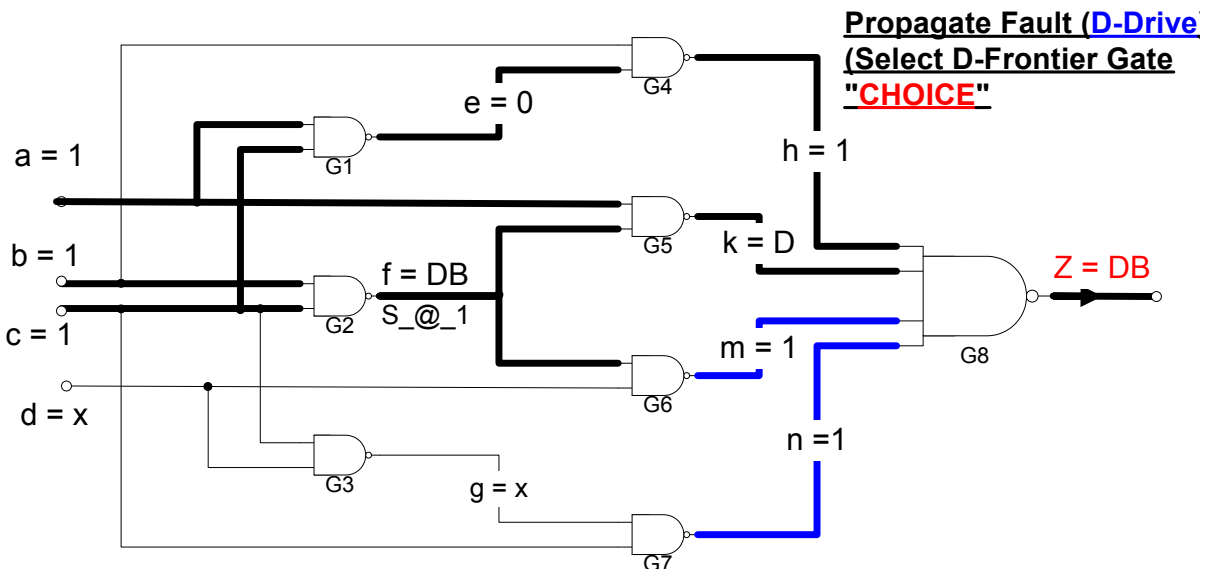 Propagate Fault (D-Drive)
(Select D-Frontier Gate
"CHOICE"
G4
e = 0
a = 1
G1
h = 1
G5
k = D
b = 1
f = DB
Z = DB
S_@_1
G2
c = 1
m = 1
G8
G6
d = x
n =1
G3
g = x
G7